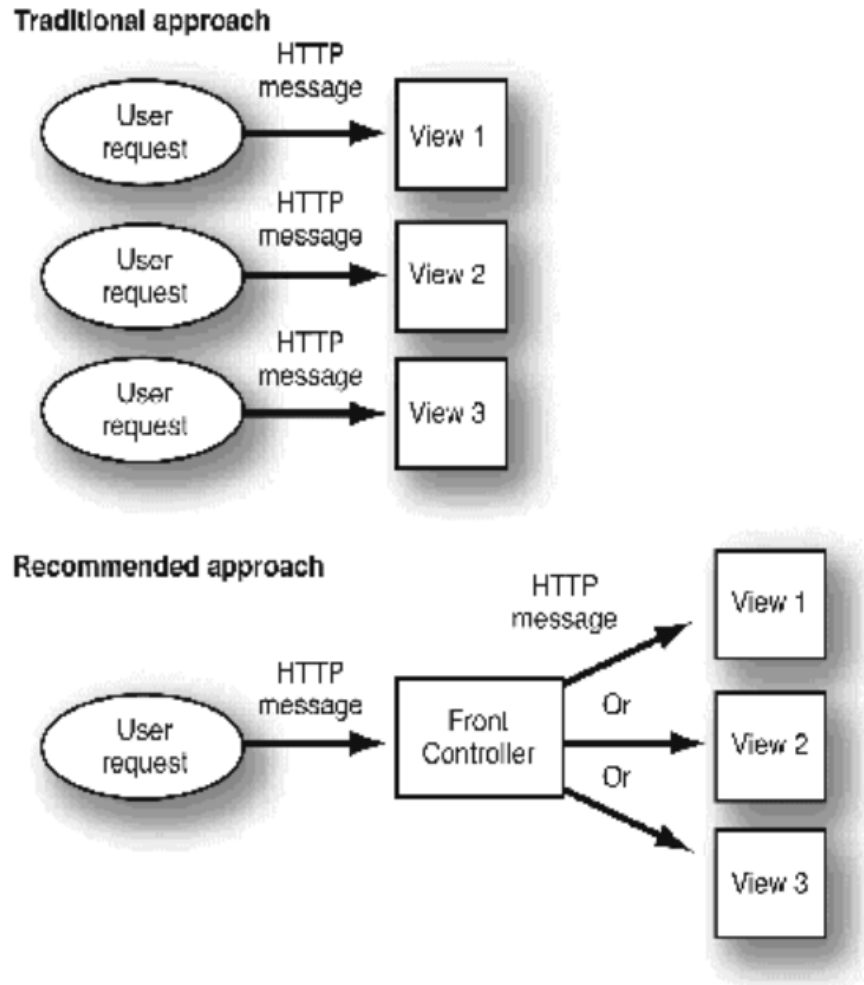 Traditional approach
HTTP
message
User
request
View 1
HTTP
message
User
request
View 2
HTTP
message
User
request
View 3
Recommended approach
HTTP
message
View 1
HTTP
message
User
request
Front
Controller
Or
View 2
Or
View 3